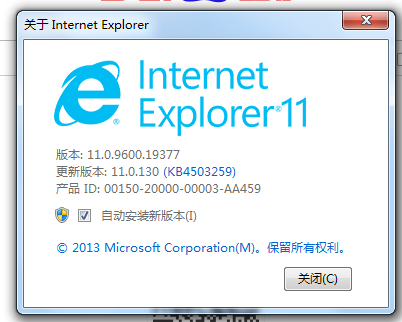 关于 Internet Explorer
Internet
Explorer®11
版本: 11.0.9600.19377
更新版本: 11.0.130 (KB4503259)
产品 ID: 00150-20000-00003-AA459
自动安装新版本(I)
© 2013 Microsoft Corporation(M)。保留所有权利。
关闭(C)